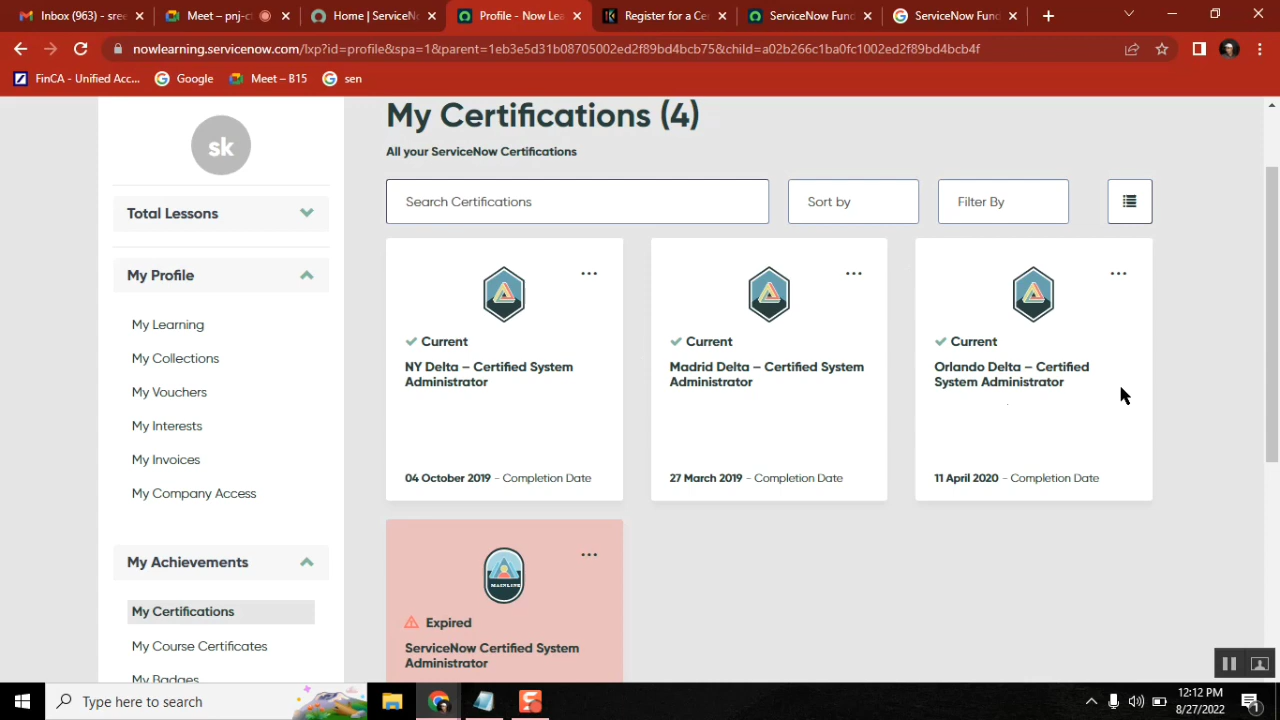 Inbox (963) - sree
Meet – pnj-c
Home | ServiceN
Profile - Now Lea
Register for a Ce
ServiceNow Fund
ServiceNow Fund
nowlearning.servicenow.com/lxp?id=profile&spa=1&parent=1eb3e5d31b08705002ed2f89bd4bcb75&child=a02b266c1ba0fc1002ed2f89bd4bcb4f
FinCA - Unified Acc...
Google
Meet – B15
sen
sk
Total Lessons
My Profile
My Learning
My Collections
My Vouchers
My Interests
My Invoices
My Company Access
My Achievements
My Certifications
My Course Certificates
My Badges
My Certifications (4)
All your ServiceNow Certifications
Search Certifications
Sort by
Filter By
Current
NY Delta – Certified System
Administrator
04 October 2019 - Completion Date
Current
Madrid Delta – Certified System
Administrator
27 March 2019 - Completion Date
Current
Orlando Delta – Certified
System Administrator
11 April 2020 - Completion Date
MAINLINE
Expired
ServiceNow Certified System
Administrator
Type here to search
12:12 PM
8/27/2022
1